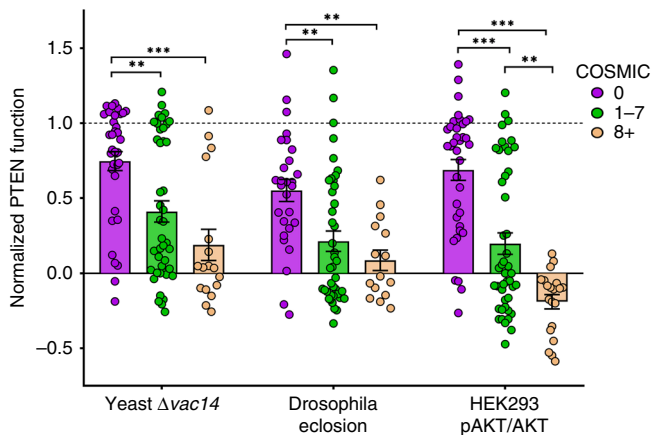 Normalized PTEN function
1.5
1.0
0.5
0.0
–0.5
***
**
**
**
***
***
**
COSMIC
0
1–7
8+
Yeast Δvac14
Drosophila
eclosion
HEK293
pAKT/AKT